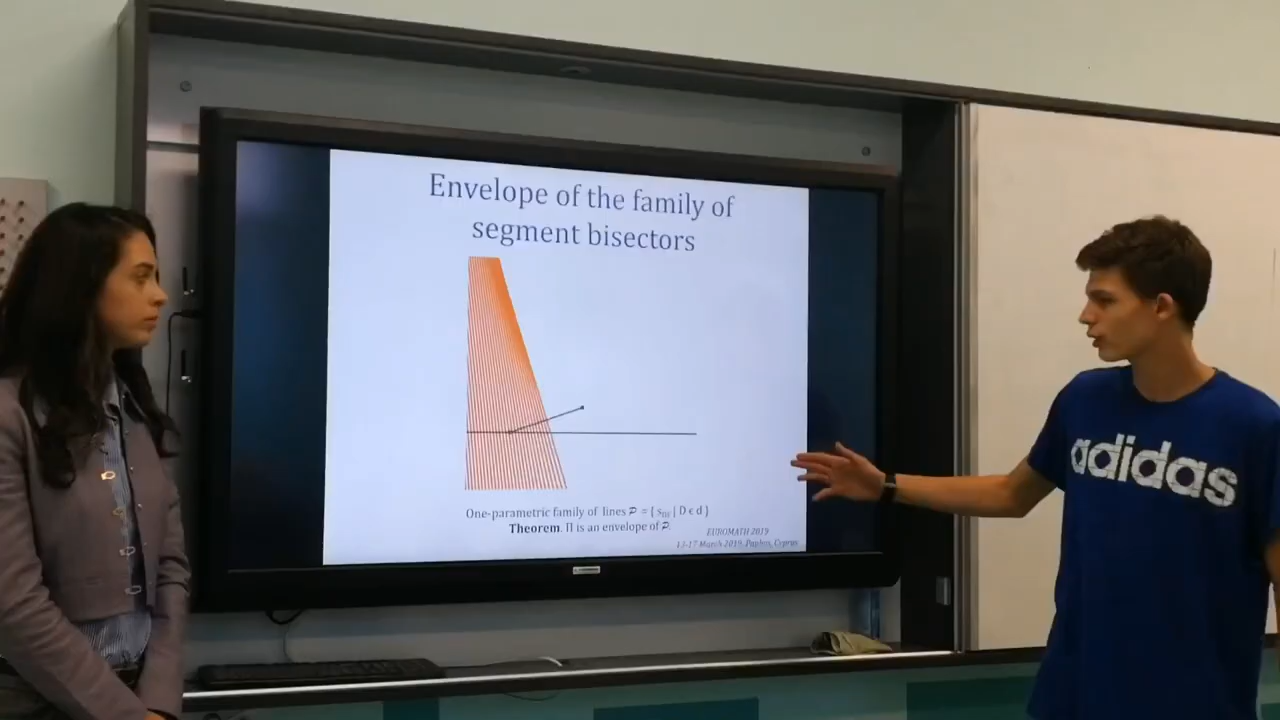 Envelope of the family of
segment bisectors
One-parametric family of lines 𝒫 = { s_DF | D ϵ d }
Theorem. Π is an envelope of 𝒫.
EUROMATH 2019
13-17 March 2019, Paphos, Cyprus
adidas